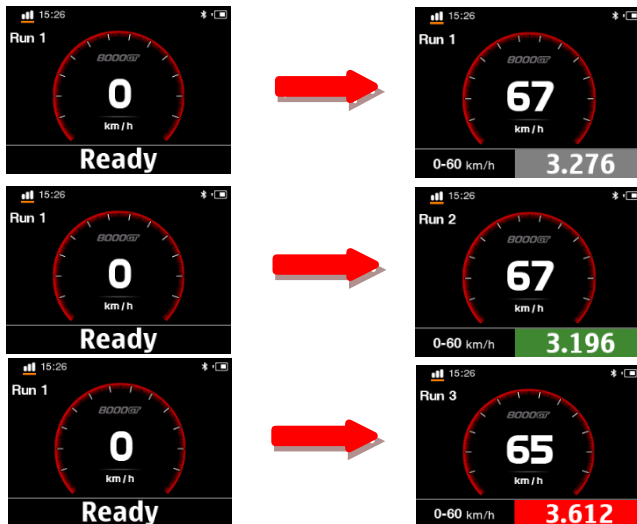 15:26
Run 1
8000GT
0
km / h
Ready
15:26
Run 1
8000GT
67
km / h
0-60 km/h 3.276
15:26
Run 1
8000GT
0
km / h
Ready
15:26
Run 2
8000GT
67
km / h
0-60 km/h 3.196
15:26
Run 1
8000GT
0
km / h
Ready
15:26
Run 3
8000GT
65
km / h
0-60 km/h 3.612